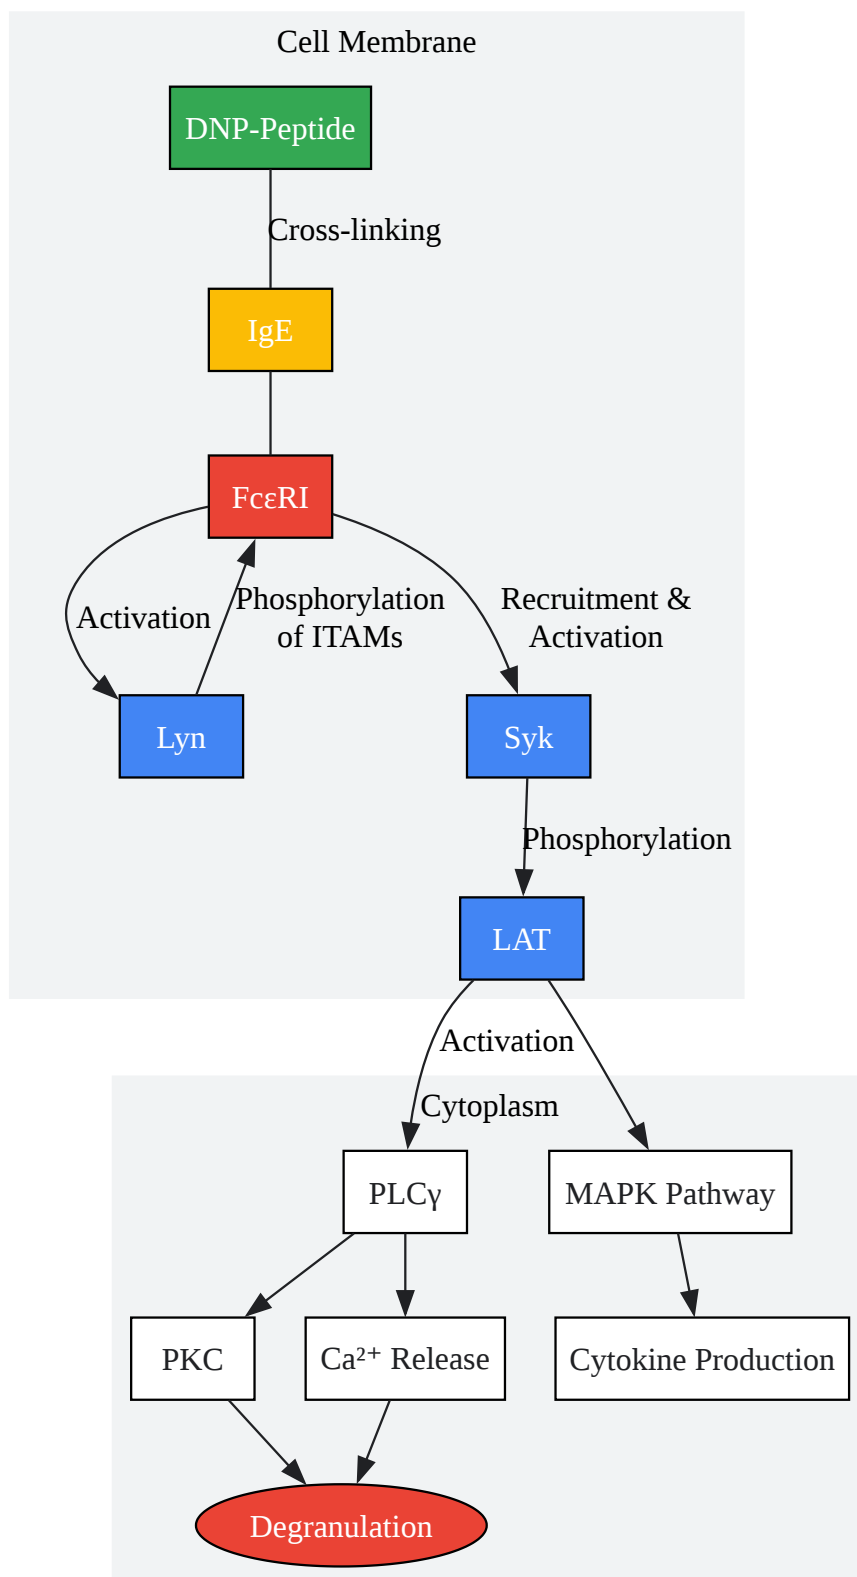 Cell Membrane
DNP-Peptide
Cross-linking
IgE
FcεRI
Activation
Phosphorylation
of ITAMs
Recruitment &
Activation
Lyn
Syk
Phosphorylation
LAT
Activation
Cytoplasm
PLCγ
MAPK Pathway
PKC
Ca²⁺ Release
Cytokine Production
Degranulation